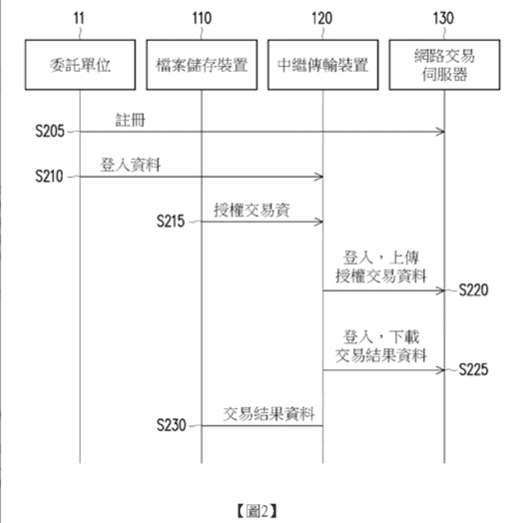 11
110
120
130
委託單位
檔案儲存裝置
中繼傳輸裝置
網路交易
伺服器
註冊
S205
登入資料
S210
授權交易資
S215
登入，上傳
授權交易資料
S220
登入，下載
交易結果資料
S225
交易結果資料
S230
【圖2】